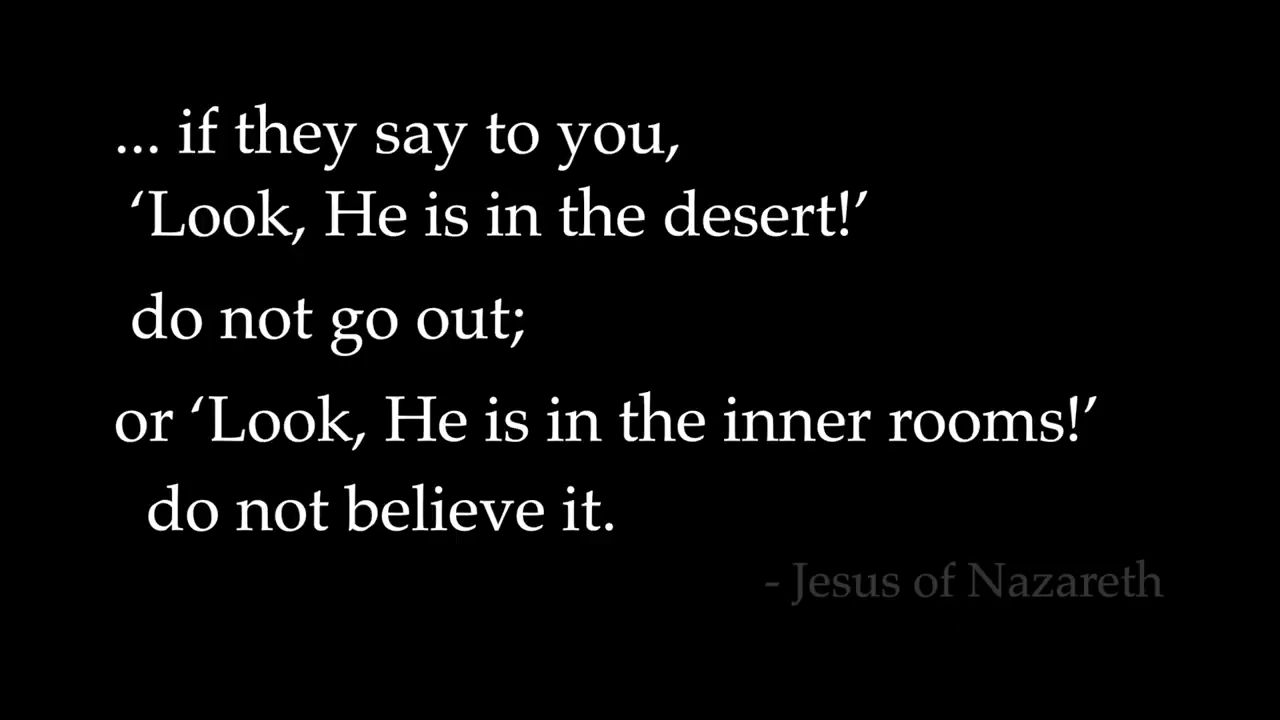 ... if they say to you,
‘Look, He is in the desert!’
do not go out;
or ‘Look, He is in the inner rooms!’
do not believe it.
- Jesus of Nazareth